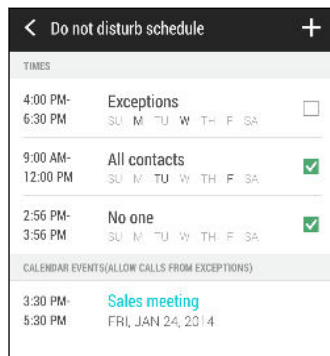 Do not disturb schedule
TIMES
4:00 PM- Exceptions
6:30 PM SU M TU W TH F SA
9:00 AM- All contacts
12:00 PM SU M TU W TH F SA
2:56 PM- No one
3:56 PM SU M TU W TH F SA
CALENDAR EVENTS(ALLOW CALLS FROM EXCEPTIONS)
3:30 PM- Sales meeting
5:30 PM FRI, JAN 24, 2014